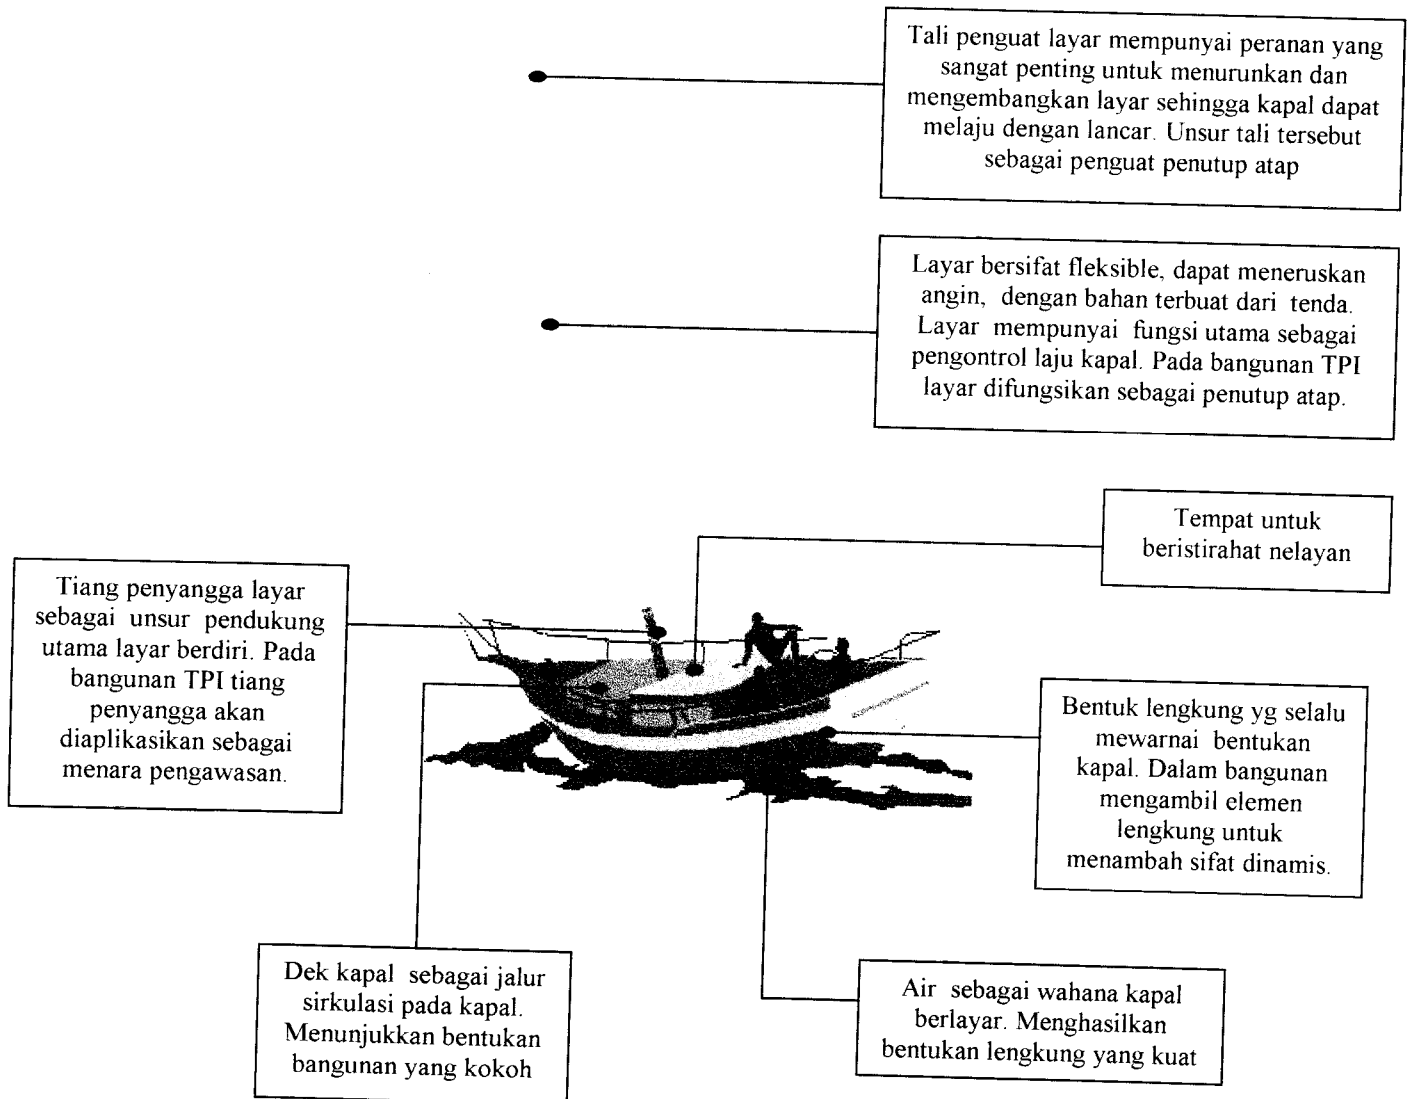 Tali penguat layar mempunyai peranan yang
sangat penting untuk menurunkan dan
mengembangkan layar sehingga kapal dapat
melaju dengan lancar. Unsur tali tersebut
sebagai penguat penutup atap
Layar bersifat fleksible, dapat meneruskan
angin, dengan bahan terbuat dari tenda.
Layar mempunyai fungsi utama sebagai
pengontrol laju kapal. Pada bangunan TPI
layar difungsikan sebagai penutup atap.
Tempat untuk
beristirahat nelayan
Tiang penyangga layar
sebagai unsur pendukung
utama layar berdiri. Pada
bangunan TPI tiang
penyangga akan
diaplikasikan sebagai
menara pengawasan.
Bentuk lengkung yg selalu
mewarnai bentukan
kapal. Dalam bangunan
mengambil elemen
lengkung untuk
menambah sifat dinamis.
Dek kapal sebagai jalur
sirkulasi pada kapal.
Menunjukkan bentukan
bangunan yang kokoh
Air sebagai wahana kapal
berlayar. Menghasilkan
bentukan lengkung yang kuat